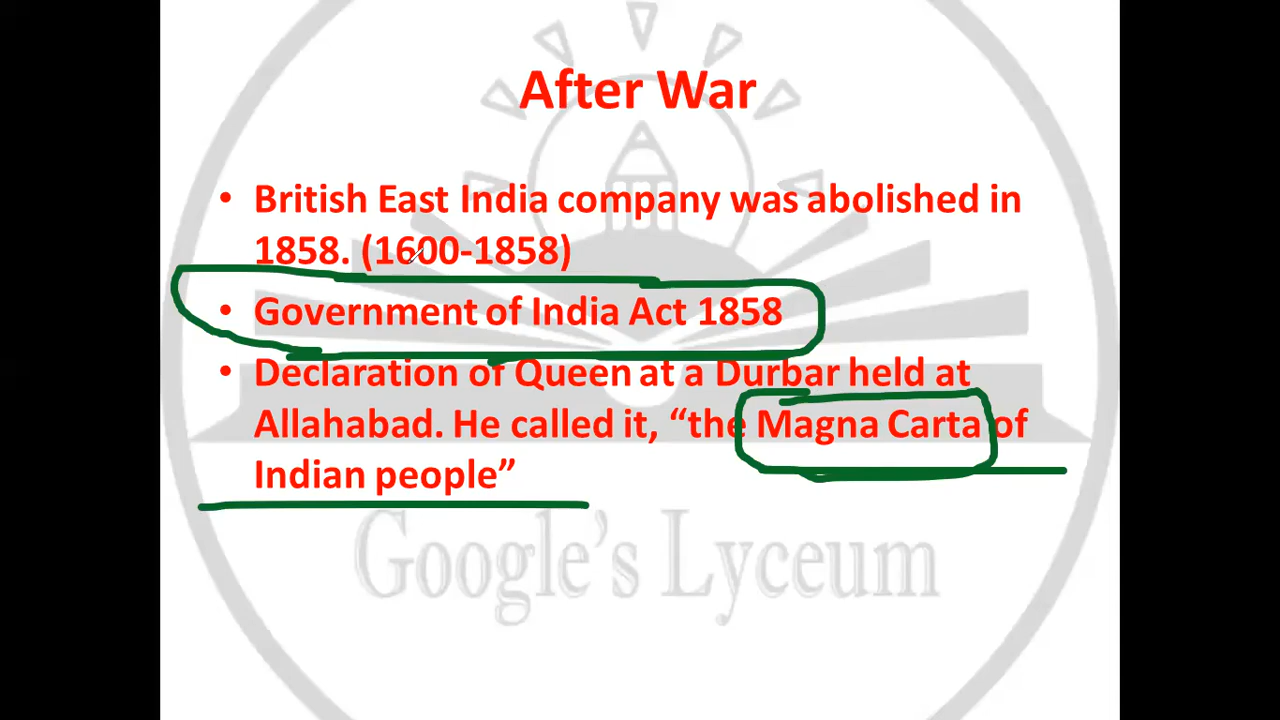 After War
• British East India company was abolished in
1858. (1600-1858)
• Government of India Act 1858
• Declaration of Queen at a Durbar held at
Allahabad. He called it, “the Magna Carta of
Indian people”
Google’s Lyceum